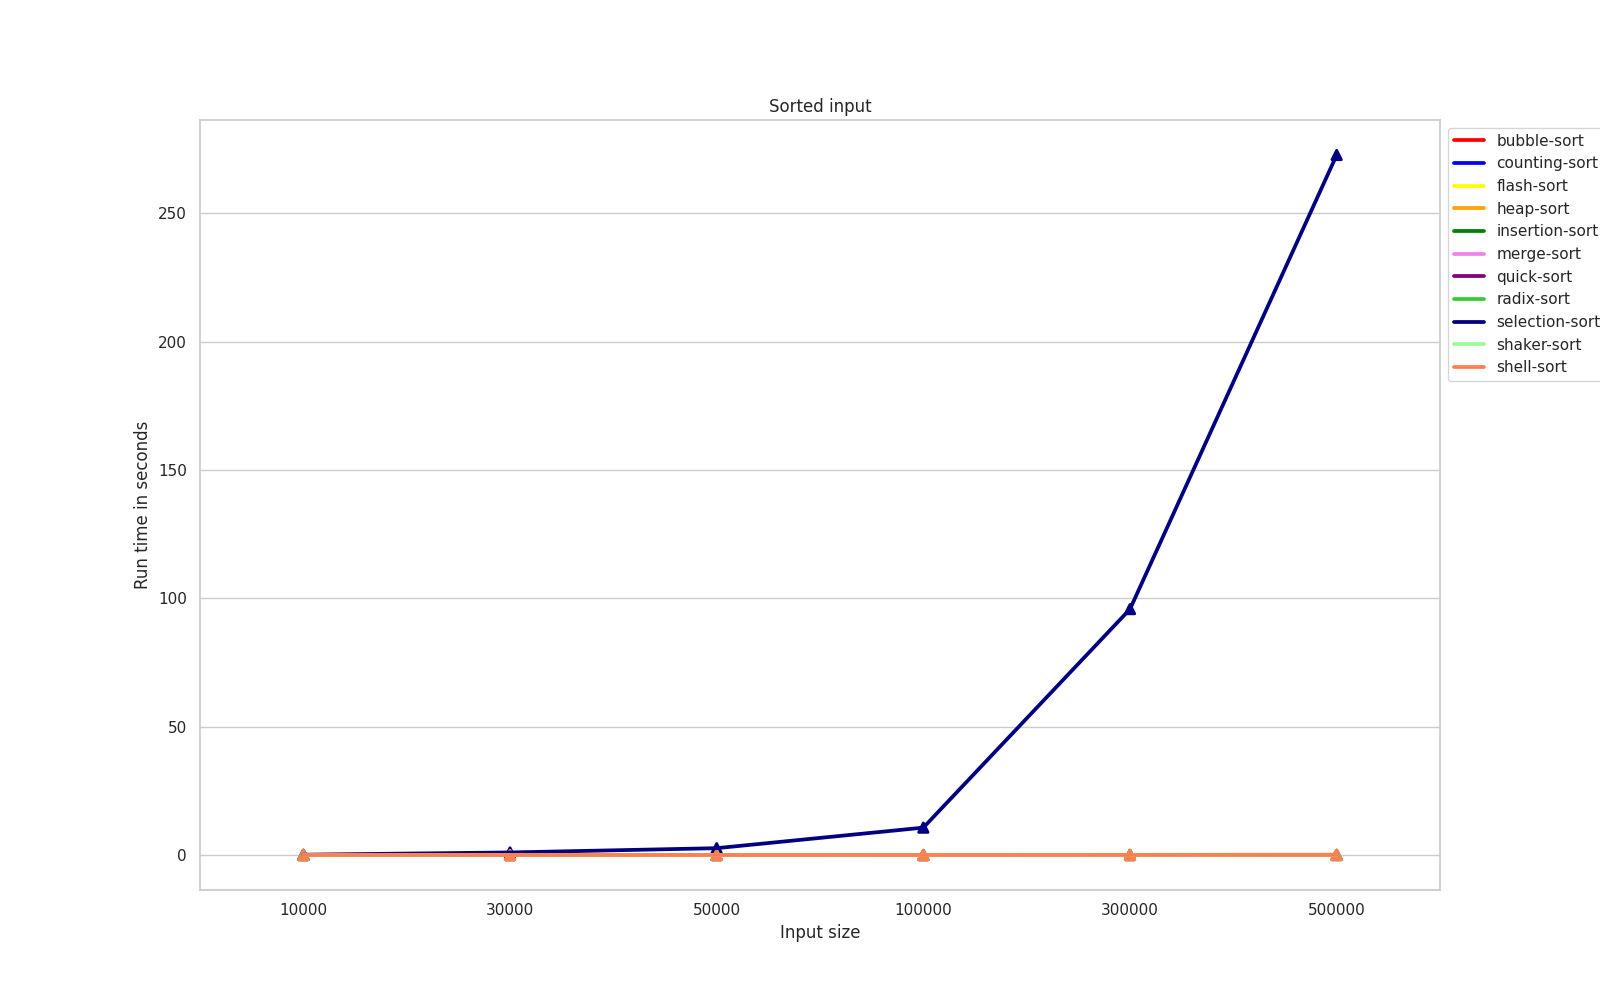 Sorted input
bubble-sort
counting-sort
flash-sort
heap-sort
insertion-sort
merge-sort
quick-sort
radix-sort
selection-sort
shaker-sort
shell-sort
Run time in seconds
250
200
150
100
50
0
10000
30000
50000
100000
300000
500000
Input size